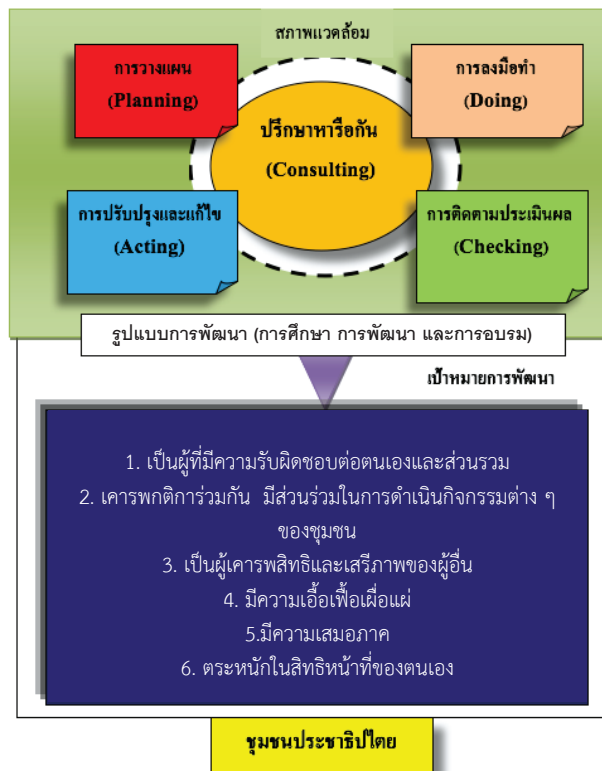 สภาพแวดล้อม
การวางแผน
(Planning)
การลงมือทำ
(Doing)
ปรึกษาหารือกัน
(Consulting)
การปรับปรุงและแก้ไข
(Acting)
การติดตามประเมินผล
(Checking)
รูปแบบการพัฒนา (การศึกษา การพัฒนา และการอบรม)
เป้าหมายการพัฒนา
1. เป็นผู้ที่มีความรับผิดชอบต่อตนเองและส่วนรวม
2. เคารพกติการ่วมกัน มีส่วนร่วมในการดำเนินกิจกรรมต่าง ๆ
ของชุมชน
3. เป็นผู้เคารพสิทธิและเสรีภาพของผู้อื่น
4. มีความเอื้อเฟื้อเผื่อแผ่
5.มีความเสมอภาค
6. ตระหนักในสิทธิหน้าที่ของตนเอง
ชุมชนประชาธิปไตย